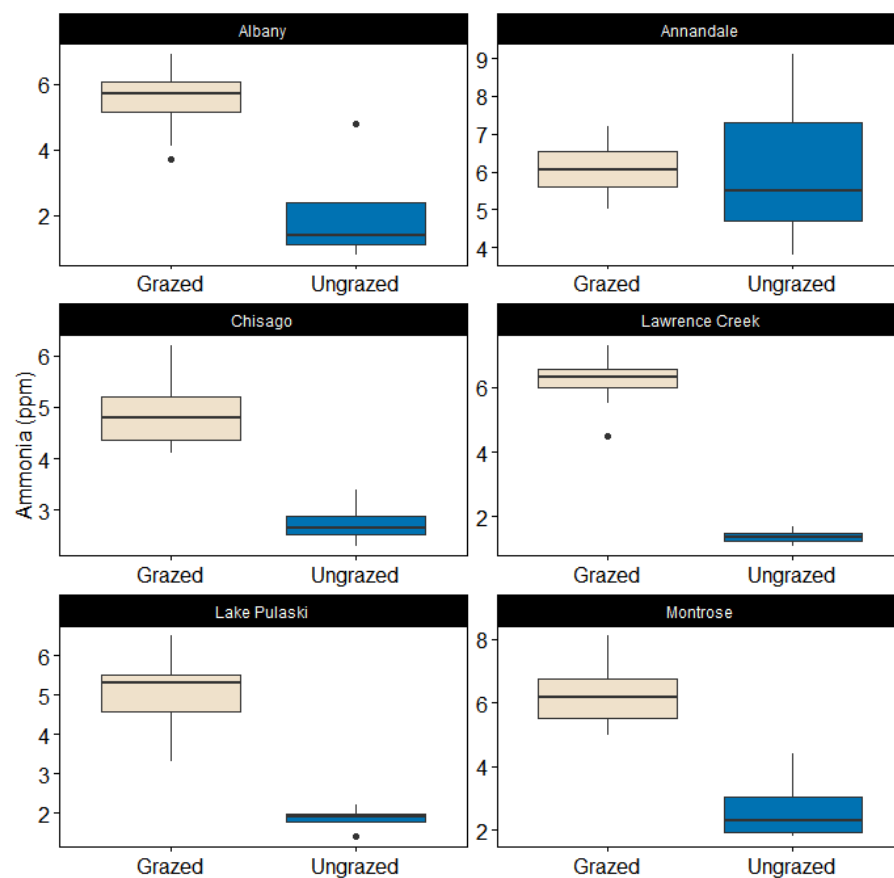 Albany
Annandale
6
4
2
9
8
7
6
5
4
Grazed
Ungrazed
Grazed
Ungrazed
Chisago
Lawrence Creek
Ammonia (ppm)
6
5
4
3
6
4
2
Grazed
Ungrazed
Grazed
Ungrazed
Lake Pulaski
Montrose
6
5
4
3
2
8
6
4
2
Grazed
Ungrazed
Grazed
Ungrazed